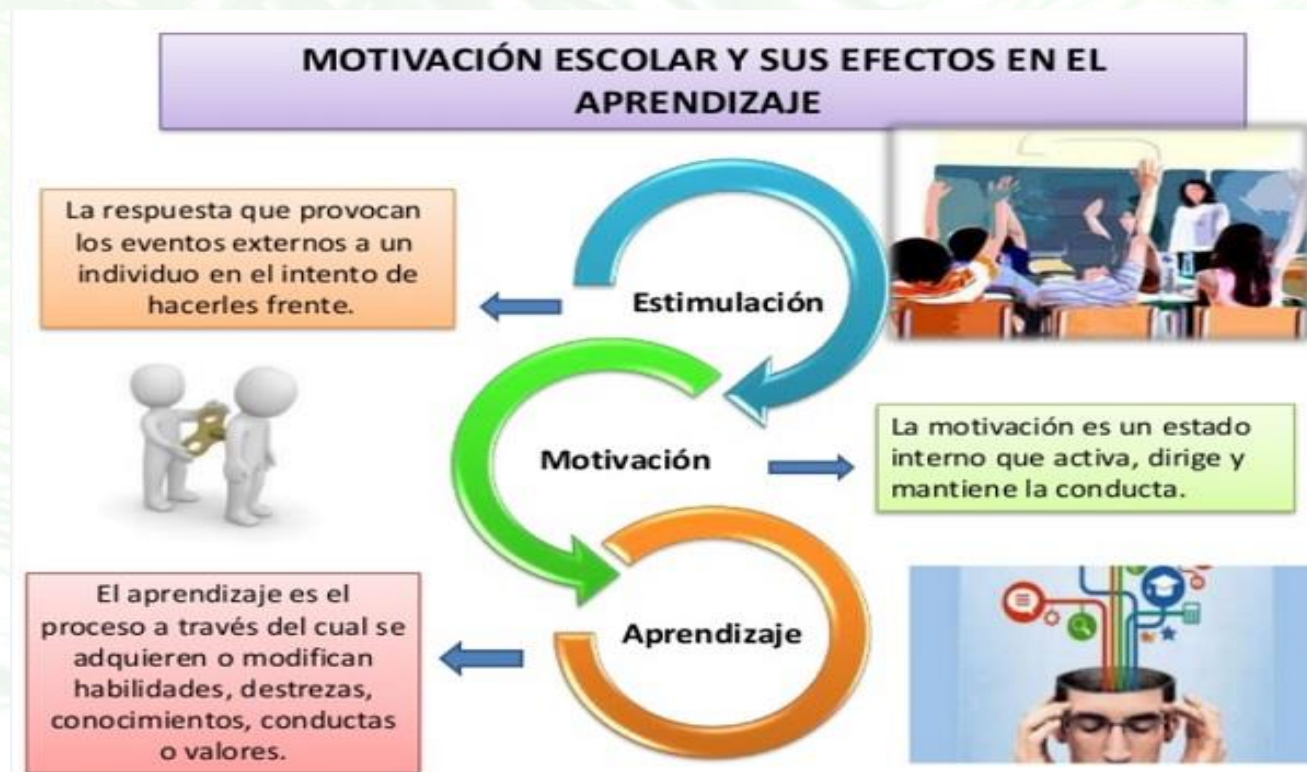 MOTIVACIÓN ESCOLAR Y SUS EFECTOS EN EL
APRENDIZAJE
La respuesta que provocan
los eventos externos a un
individuo en el intento de
hacerles frente.
Estimulación
Motivación
La motivación es un estado
interno que activa, dirige y
mantiene la conducta.
El aprendizaje es el
proceso a través del cual se
adquieren o modifican
habilidades, destrezas,
conocimientos, conductas
o valores.
Aprendizaje